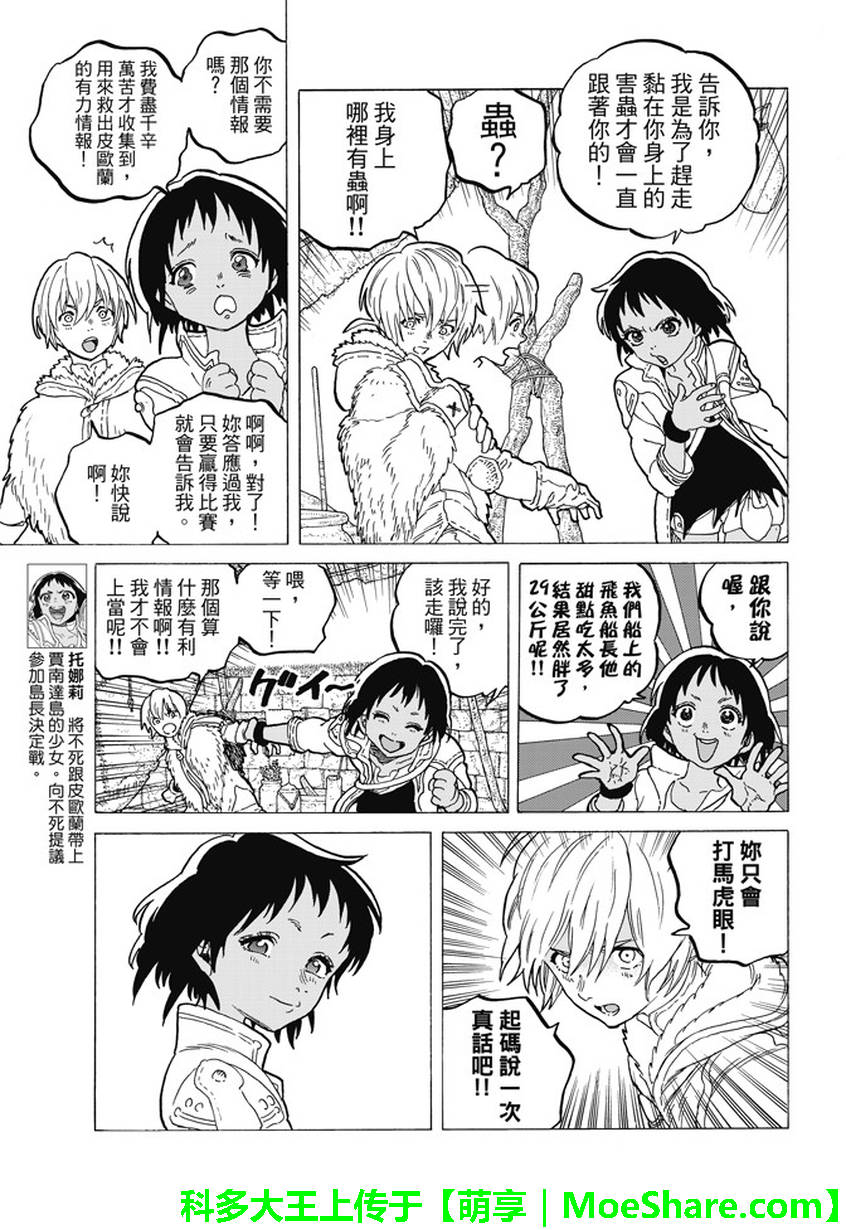 告訴你，
我是為了趕走
黏在你身上的
害蟲才會一直
跟著你的！
蟲？
我身上
哪裡有蟲啊!!
你不需要
那個情報
嗎？
我費盡千辛
萬苦才收集到，
用來救出皮歐蘭
的有力情報！
啊啊，對了！
妳答應過我，
只要贏得比賽
就會告訴我。
妳快說
啊！
跟你說
喔，
我們船上的
飛魚船長他
甜點吃太多，
結果居然胖了
29公斤呢!!
好的，
我說完了，
該走囉！
グイ〜
喂，
等一下！
那個算
什麼有利
情報啊!!
我才不會
上當呢!!
妳只會
打馬虎眼！
起碼說一次
真話吧!!
托娜莉　將不死跟皮歐蘭帶上
賈南達島的少女。向不死提議
參加島長決定戰。
科多大王上传于【萌享｜MoeShare.com】